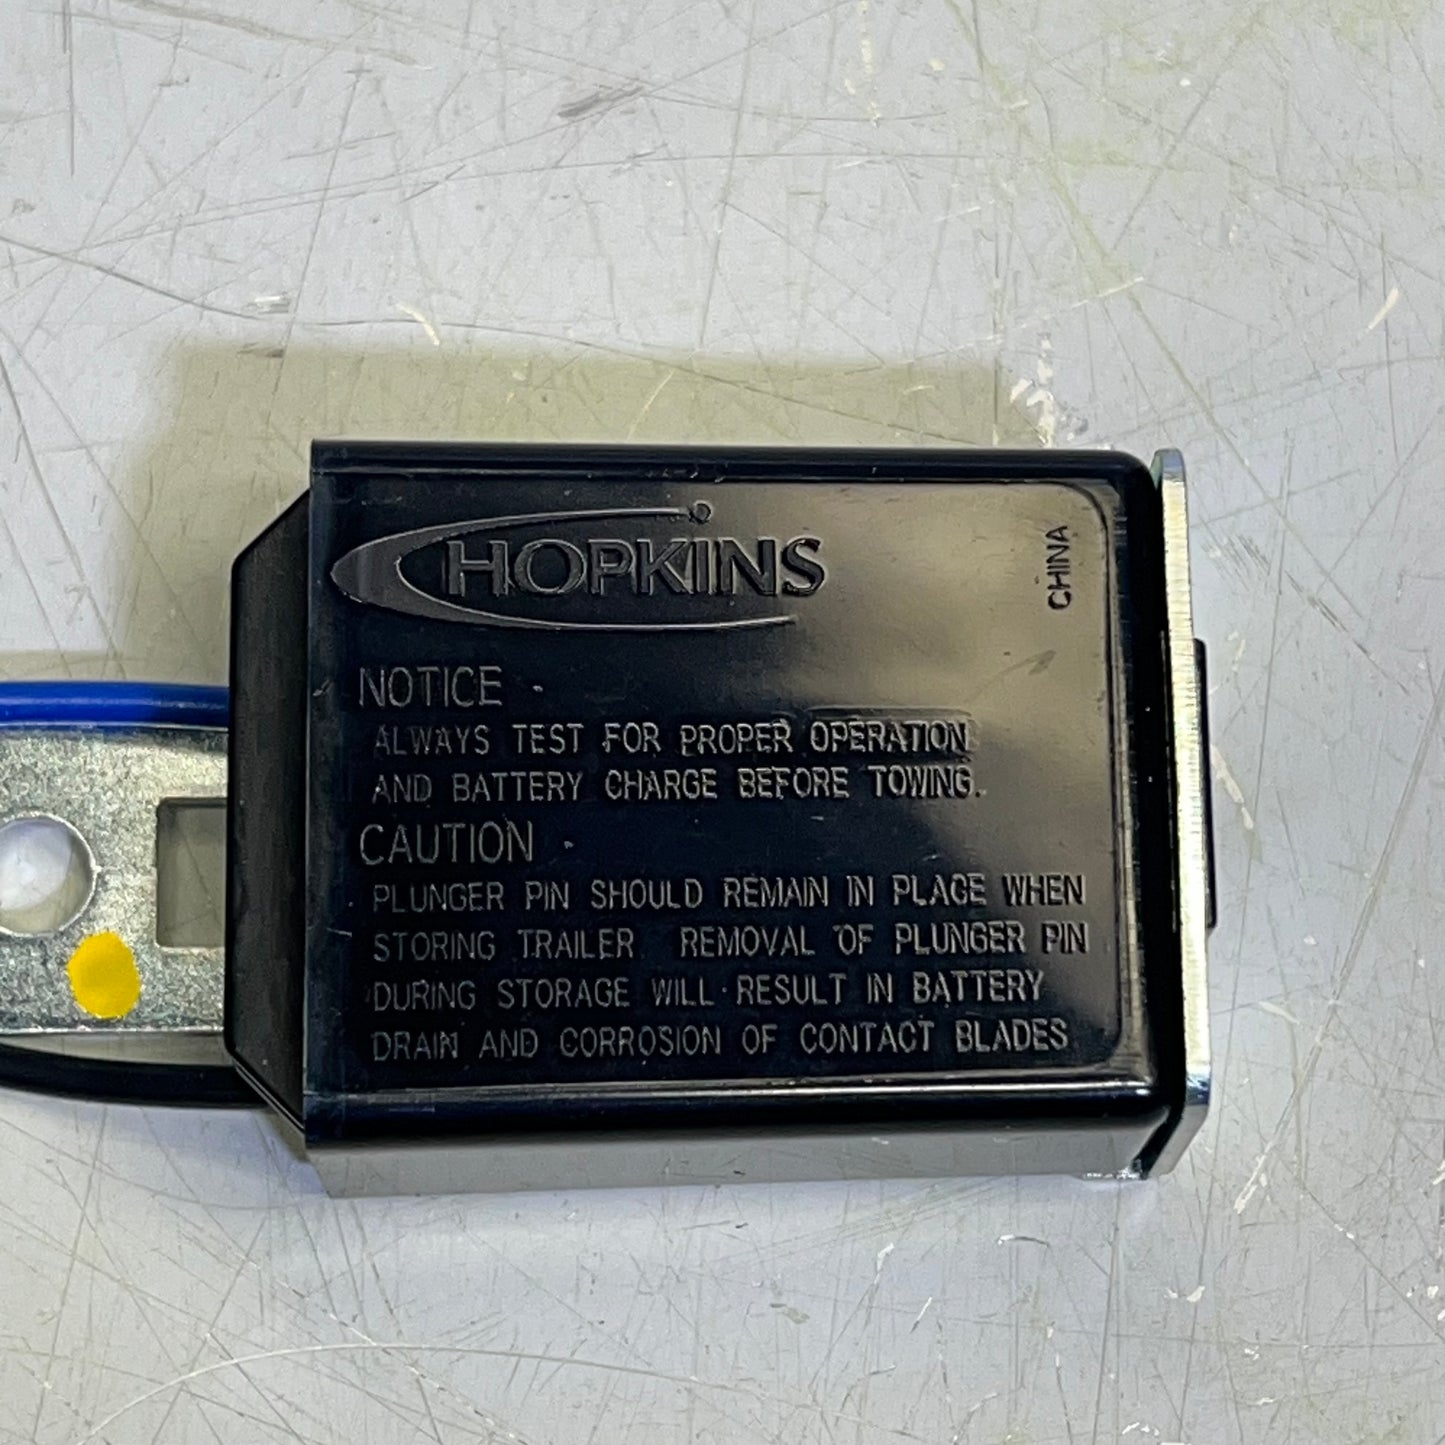 HOPKINS
CHINA
NOTICE
ALWAYS TEST FOR PROPER OPERATION
AND BATTERY CHARGE BEFORE TOWING.
CAUTION
PLUNGER PIN SHOULD REMAIN IN PLACE WHEN
STORING TRAILER REMOVAL OF PLUNGER PIN
DURING STORAGE WILL RESULT IN BATTERY
DRAIN AND CORROSION OF CONTACT BLADES